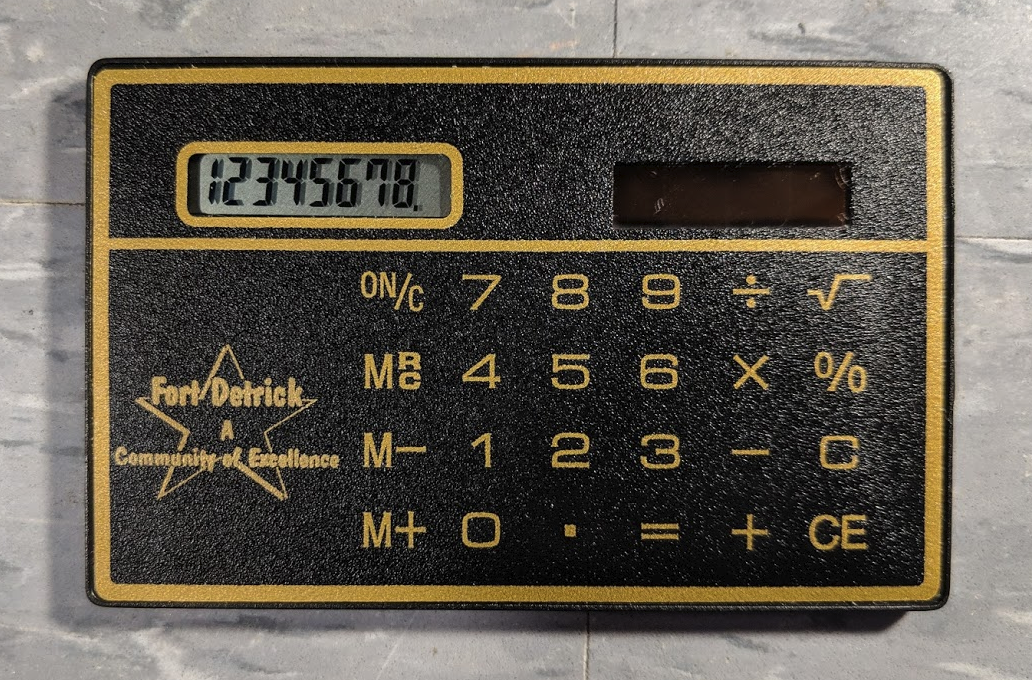 12345678.
ON/C 7 8 9 ÷ √
MRC 4 5 6 × %
M− 1 2 3 − C
M+ 0 . = + CE
Fort Detrick
A
Community of Excellence